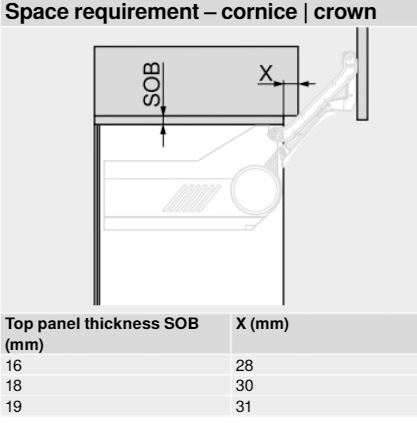 Space requirement – cornice | crown
SOB
X
Top panel thickness SOB (mm)
X (mm)
16 28
18 30
19 31